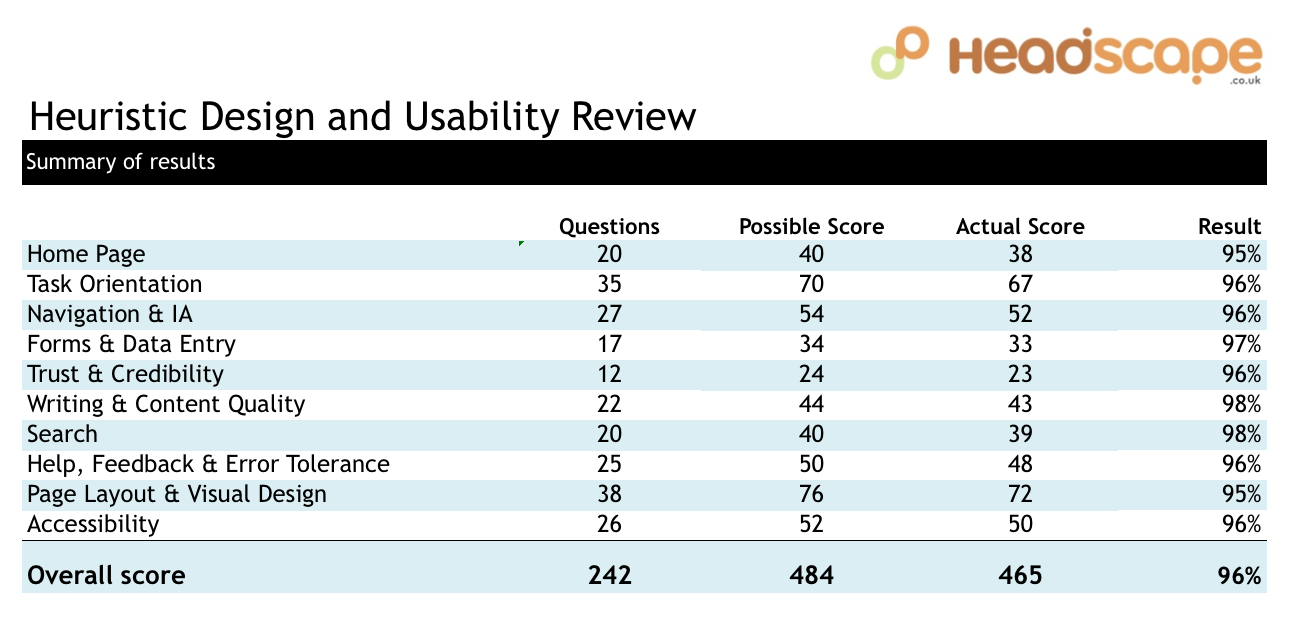 Headscape
.co.uk
Heuristic Design and Usability Review
Summary of results
Questions Possible Score Actual Score Result
Home Page 20 40 38 95%
Task Orientation 35 70 67 96%
Navigation & IA 27 54 52 96%
Forms & Data Entry 17 34 33 97%
Trust & Credibility 12 24 23 96%
Writing & Content Quality 22 44 43 98%
Search 20 40 39 98%
Help, Feedback & Error Tolerance 25 50 48 96%
Page Layout & Visual Design 38 76 72 95%
Accessibility 26 52 50 96%
Overall score 242 484 465 96%